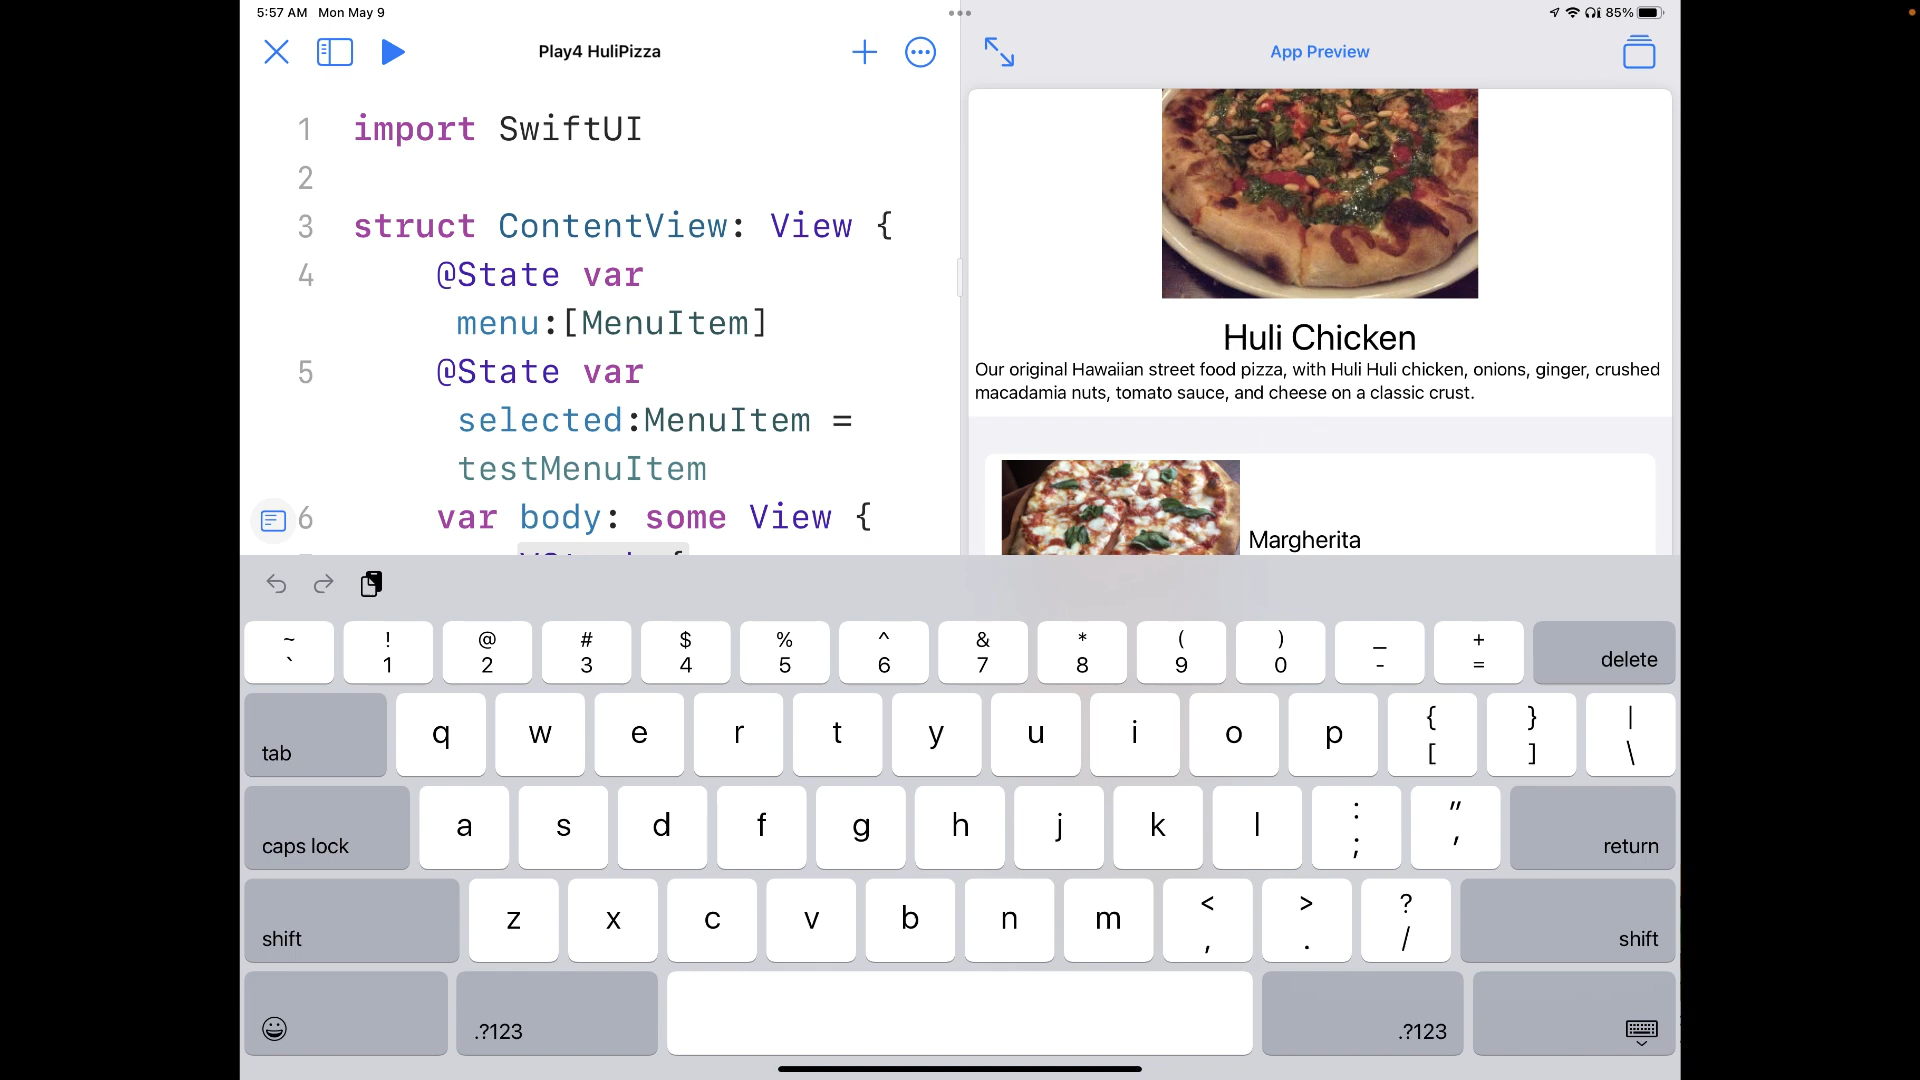 5:57 AM Mon May 9
85%
Play4 HuliPizza
App Preview
1 import SwiftUI
2
3 struct ContentView: View {
4 @State var
menu:[MenuItem]
5 @State var
selected:MenuItem =
testMenuItem
6 var body: some View {
Huli Chicken
Our original Hawaiian street food pizza, with Huli Huli chicken, onions, ginger, crushed
macadamia nuts, tomato sauce, and cheese on a classic crust.
Margherita
~ ! @ # $ % ^ & * ( ) _ +
` 1 2 3 4 5 6 7 8 9 0 - = delete
tab q w e r t y u i o p { [ } ] | \
caps lock a s d f g h j k l : ; " ' return
shift z x c v b n m < , > . ? / shift
.?123 .?123